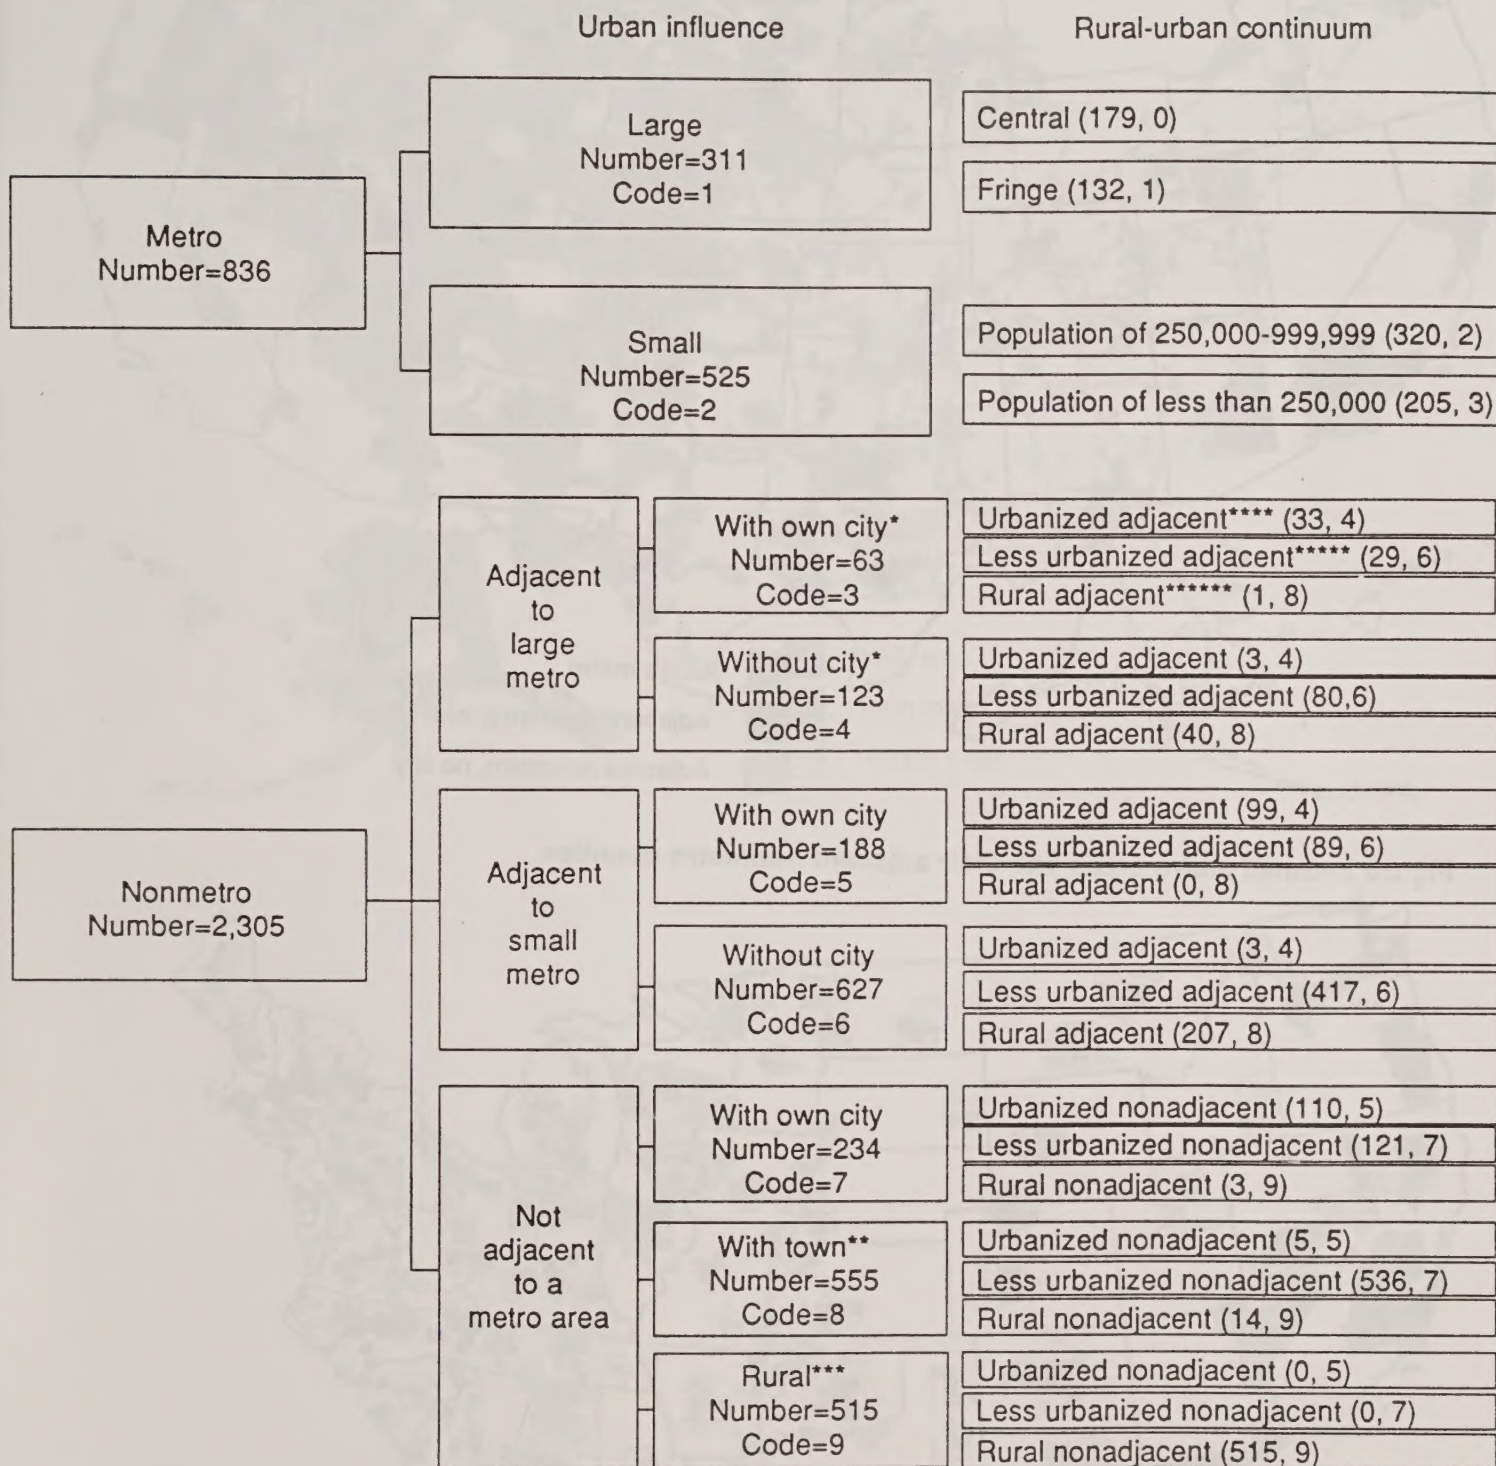 Urban influence
Rural-urban continuum
Metro
Number=836
Large
Number=311
Code=1
Central (179, 0)
Fringe (132, 1)
Small
Number=525
Code=2
Population of 250,000-999,999 (320, 2)
Population of less than 250,000 (205, 3)
Nonmetro
Number=2,305
Adjacent
to
large
metro
With own city*
Number=63
Code=3
Urbanized adjacent**** (33, 4)
Less urbanized adjacent***** (29, 6)
Rural adjacent****** (1, 8)
Without city*
Number=123
Code=4
Urbanized adjacent (3, 4)
Less urbanized adjacent (80,6)
Rural adjacent (40, 8)
Adjacent
to
small
metro
With own city
Number=188
Code=5
Urbanized adjacent (99, 4)
Less urbanized adjacent (89, 6)
Rural adjacent (0, 8)
Without city
Number=627
Code=6
Urbanized adjacent (3, 4)
Less urbanized adjacent (417, 6)
Rural adjacent (207, 8)
Not
adjacent
to a
metro area
With own city
Number=234
Code=7
Urbanized nonadjacent (110, 5)
Less urbanized nonadjacent (121, 7)
Rural nonadjacent (3, 9)
With town**
Number=555
Code=8
Urbanized nonadjacent (5, 5)
Less urbanized nonadjacent (536, 7)
Rural nonadjacent (14, 9)
Rural***
Number=515
Code=9
Urbanized nonadjacent (0, 5)
Less urbanized nonadjacent (0, 7)
Rural nonadjacent (515, 9)